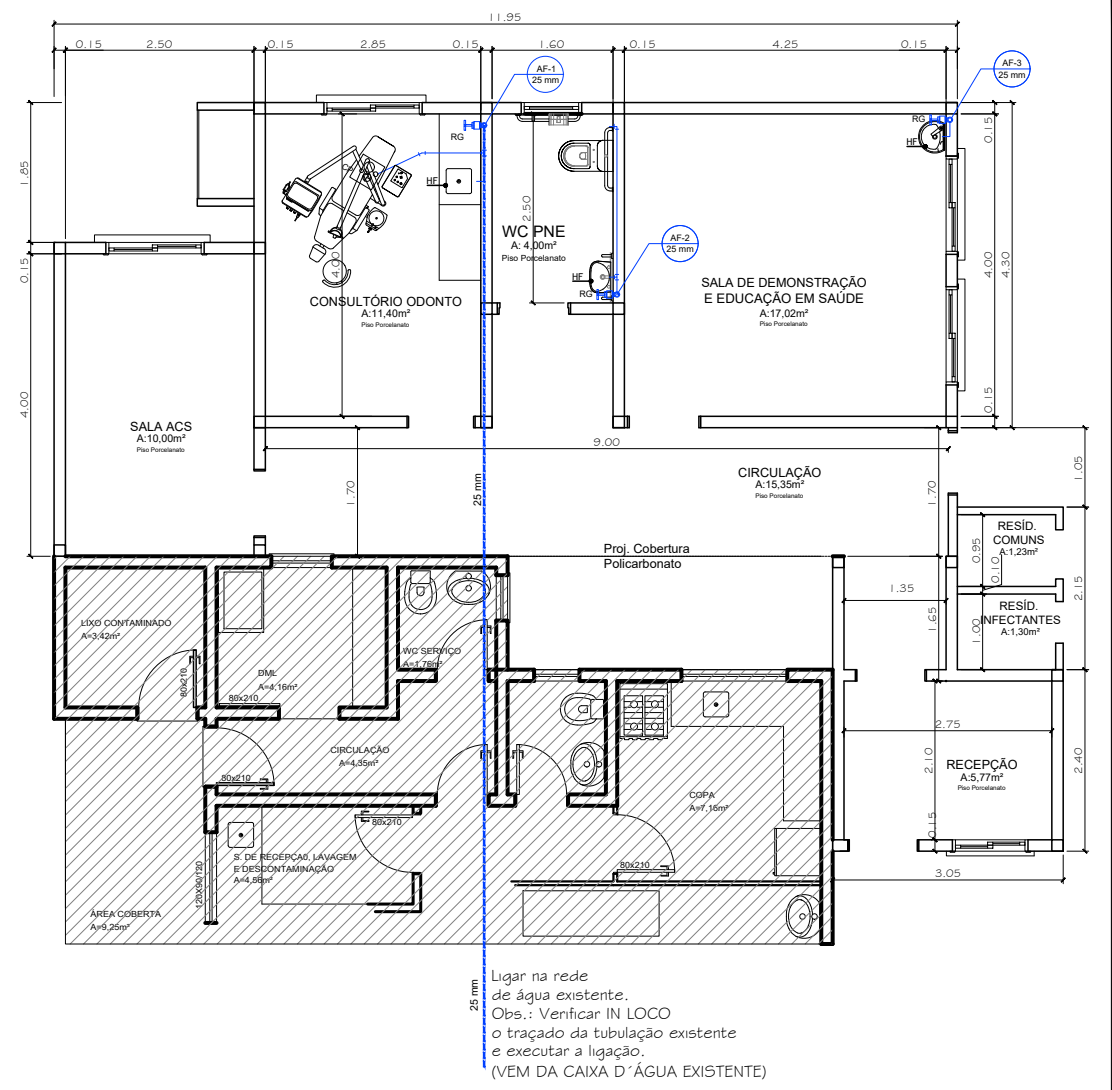 11.95
0.15
2.50
0.15
2.85
0.15
1.60
0.15
4.25
0.15
AF-1
25 mm
AF-3
25 mm
RG
RG
HF
HF
1.85
0.15
4.00
0.15
4.00
4.30
0.15
4.00
2.50
WC PNE
A: 4,00m²
Piso Porcelanato
AF-2
25 mm
HF
RG
CONSULTÓRIO ODONTO
A:11,40m²
Piso Porcelanato
SALA DE DEMONSTRAÇÃO
E EDUCAÇÃO EM SAÚDE
A:17,02m²
Piso Porcelanato
SALA ACS
A:10,00m²
Piso Porcelanato
9.00
1.70
25 mm
CIRCULAÇÃO
A:15,35m²
Piso Porcelanato
1.70
1.05
Proj. Cobertura
Policarbonato
RESÍD.
COMUNS
A:1,23m²
0.95
0.10
2.15
1.35
1.65
1.00
RESÍD.
INFECTANTES
A:1,30m²
LIXO CONTAMINADO
A=3,42m²
80x210
DML
A=4,16m²
80x210
WC SERVIÇO
A=1,76m²
CIRCULAÇÃO
A=4,35m²
80x210
2.75
2.10
2.40
0.15
RECEPÇÃO
A:5,77m²
Piso Porcelanato
3.05
COPA
A=7,15m²
80x210
80x210
S. DE RECEPÇA0, LAVAGEM
E DESCONTAMINAÇÃO
A=4,56m²
120X90/120
ÁREA COBERTA
A=9,25m²
25 mm
Ligar na rede
de água existente.
Obs.: Verificar IN LOCO
o traçado da tubulação existente
e executar a ligação.
(VEM DA CAIXA D´ÁGUA EXISTENTE)